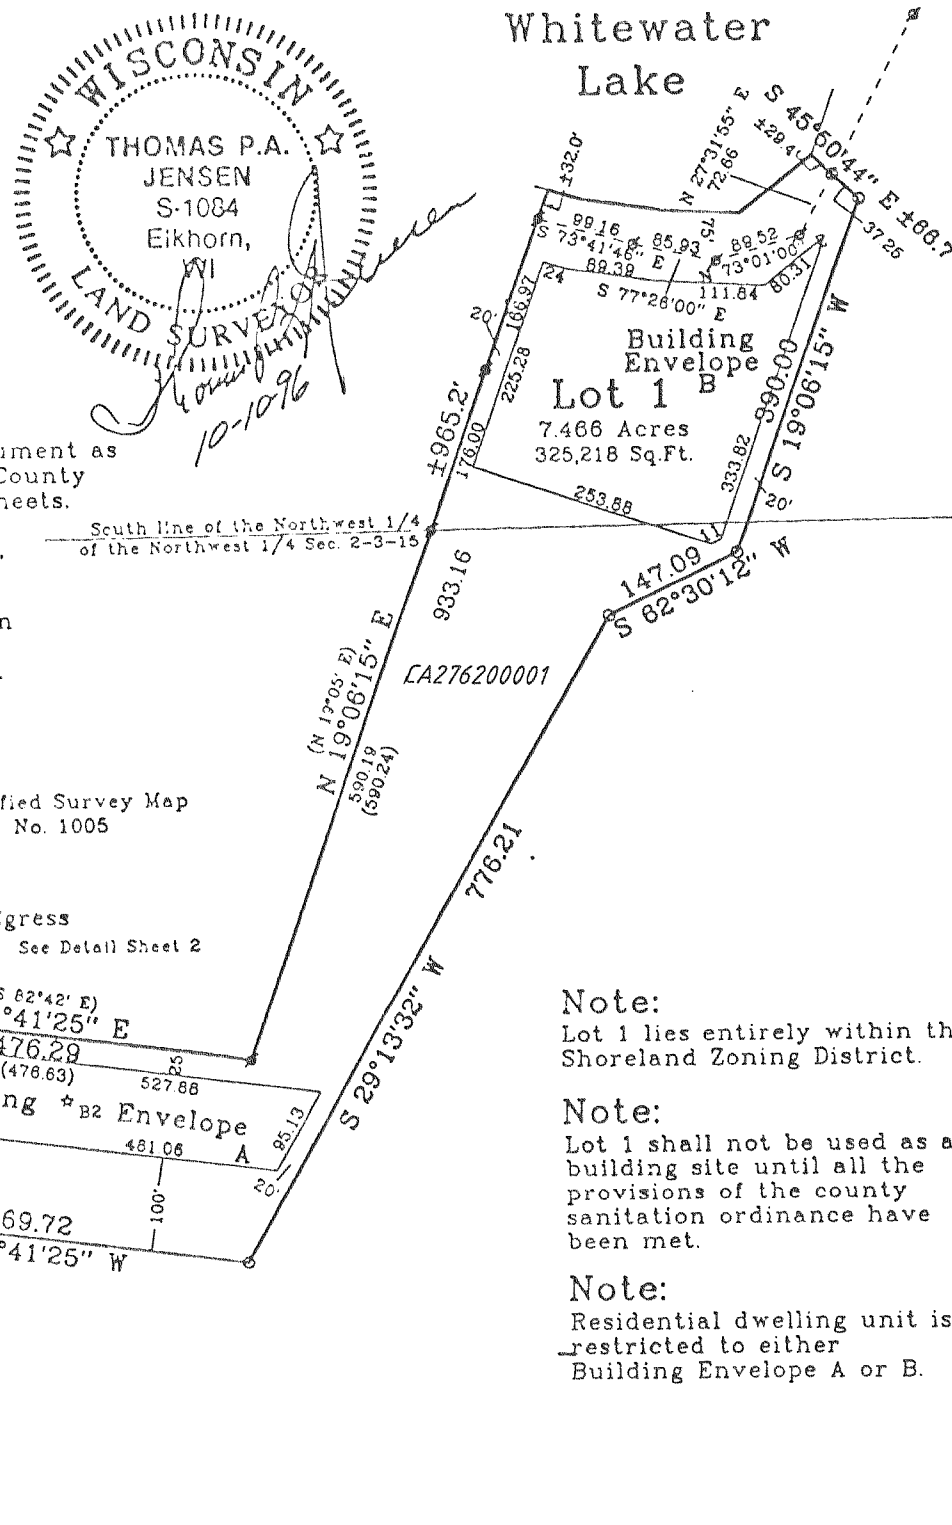 Whitewater
Lake
WISCONSIN
THOMAS P.A.
JENSEN
S-1084
Elkhorn,
WI
LAND SURVEYOR
10-10-96
ument as
County
heets.
South line of the Northwest 1/4
of the Northwest 1/4 Sec. 2-3-15
±32.0'
N 27°31'55" E
72.66
S 45°50'44" E ±66.7
±29.4
37.25
99.16
S 73°41'46" E
89.39
85.93
S 77°26'00" E
75'
89.52
N 73°01'00"
111.84
80.31
24
20'
166.97
225.28
176.00
±965.2'
Building
Envelope
B
Lot 1
7.466 Acres
325,218 Sq.Ft.
253.88
333.82
390.00
S 19°06'15" W
20'
11
147.09
S 62°30'12" W
933.16
(N 19°05' E)
N 19°06'15" E
590.19
(590.24)
CA276200001
n
fied Survey Map
No. 1005
776.21
S 29°13'32" W
gress
See Detail Sheet 2
S 82°42' E)
°41'25" E
476.29
(476.63)
25
527.88
ng ☆B2 Envelope
A
95.13
461.06
20'
100'
69.72
°41'25" W
Note:
Lot 1 lies entirely within th
Shoreland Zoning District.
Note:
Lot 1 shall not be used as a
building site until all the
provisions of the county
sanitation ordinance have
been met.
Note:
Residential dwelling unit is
restricted to either
Building Envelope A or B.